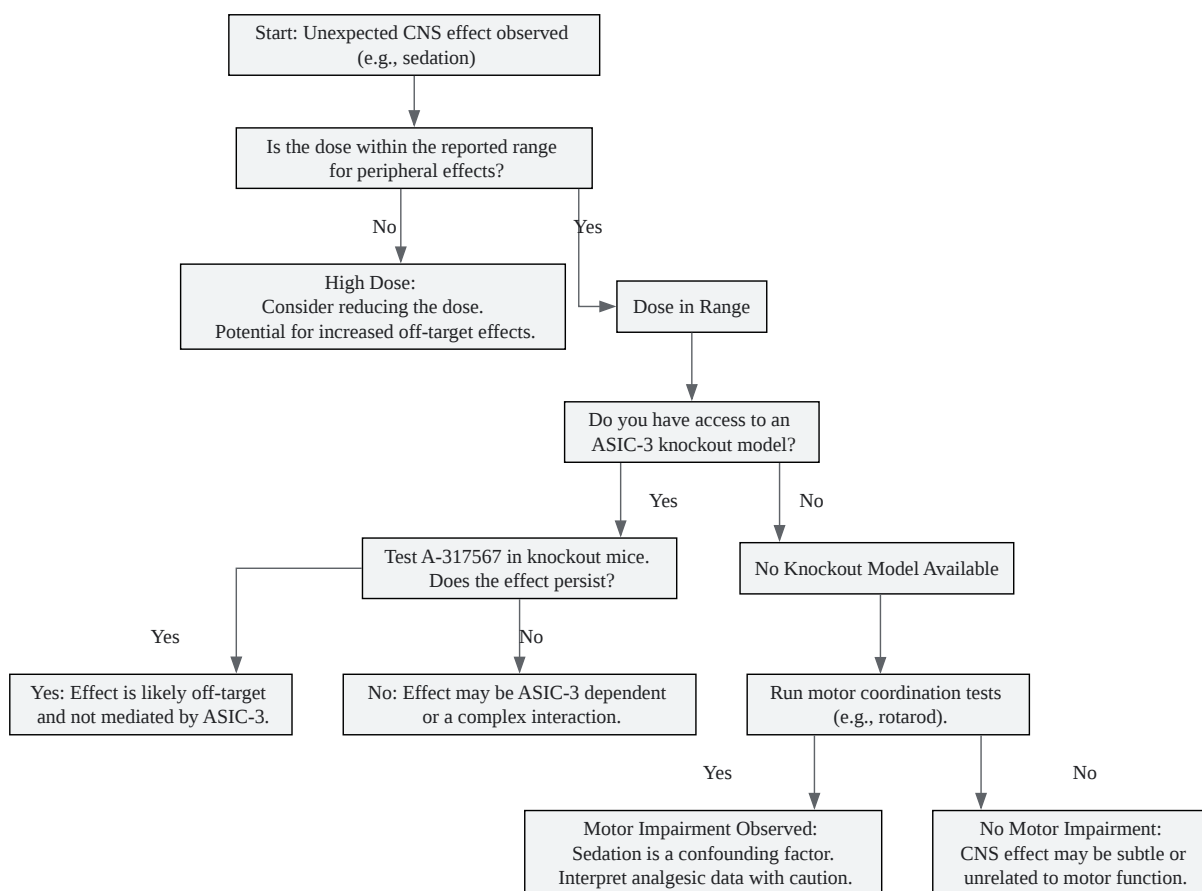 Start: Unexpected CNS effect observed
(e.g., sedation)
Is the dose within the reported range
for peripheral effects?
No
Yes
High Dose:
Consider reducing the dose.
Potential for increased off-target effects.
Dose in Range
Do you have access to an
ASIC-3 knockout model?
Yes
No
Test A-317567 in knockout mice.
Does the effect persist?
No Knockout Model Available
Yes
No
Yes: Effect is likely off-target
and not mediated by ASIC-3.
No: Effect may be ASIC-3 dependent
or a complex interaction.
Run motor coordination tests
(e.g., rotarod).
Yes
No
Motor Impairment Observed:
Sedation is a confounding factor.
Interpret analgesic data with caution.
No Motor Impairment:
CNS effect may be subtle or
unrelated to motor function.